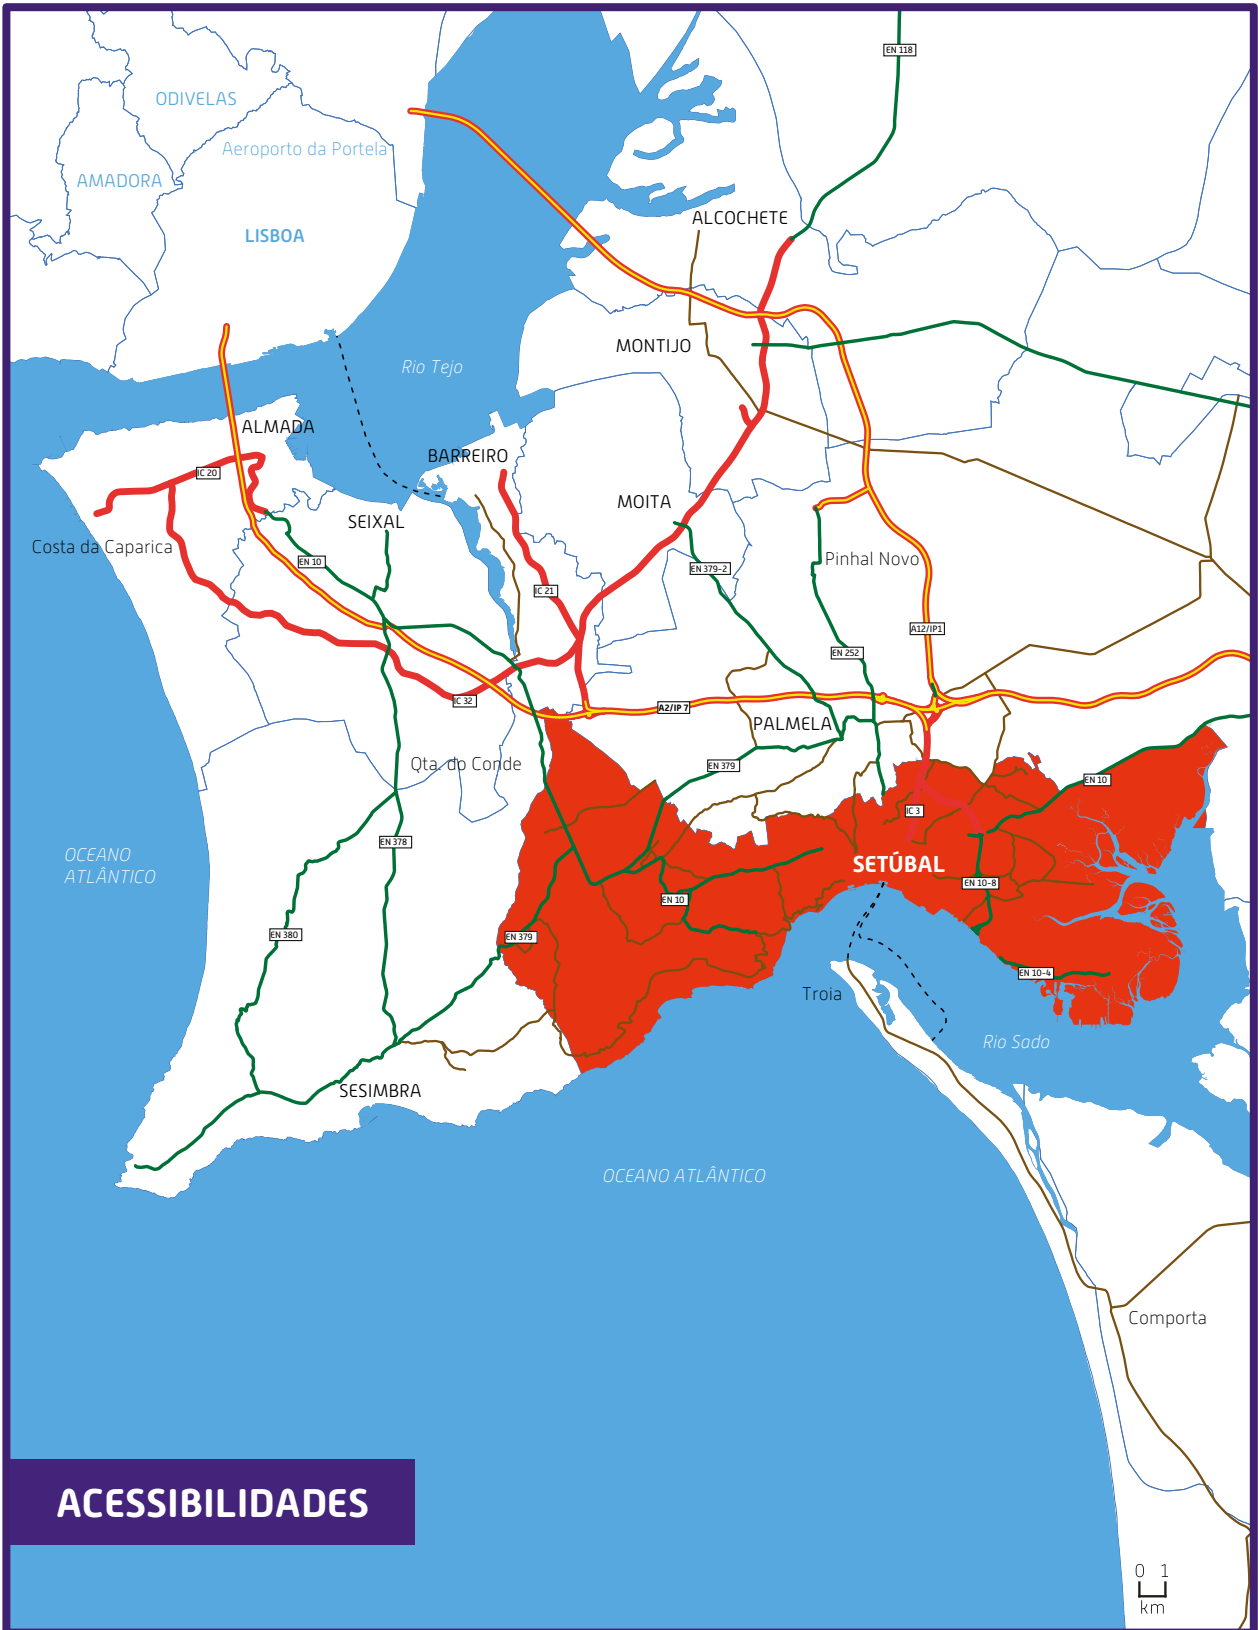 EN 118
ODIVELAS
Aeroporto da Portela
AMADORA
ALCOCHETE
LISBOA
MONTIJO
Rio Tejo
ALMADA
BARREIRO
IC 20
MOITA
SEIXAL
Costa da Caparica
EN 10
Pinhal Novo
EN 379-2
IC 21
A12/IP1
EN 252
IC 32
A2/IP 7
PALMELA
Qta. do Conde
EN 379
EN 10
IC 3
EN 378
OCEANO
ATLÂNTICO
SETÚBAL
EN 10-8
EN 10
EN 380
EN 379
EN 10-4
Troia
Rio Sado
SESIMBRA
OCEANO ATLÂNTICO
Comporta
ACESSIBILIDADES
0 1
km